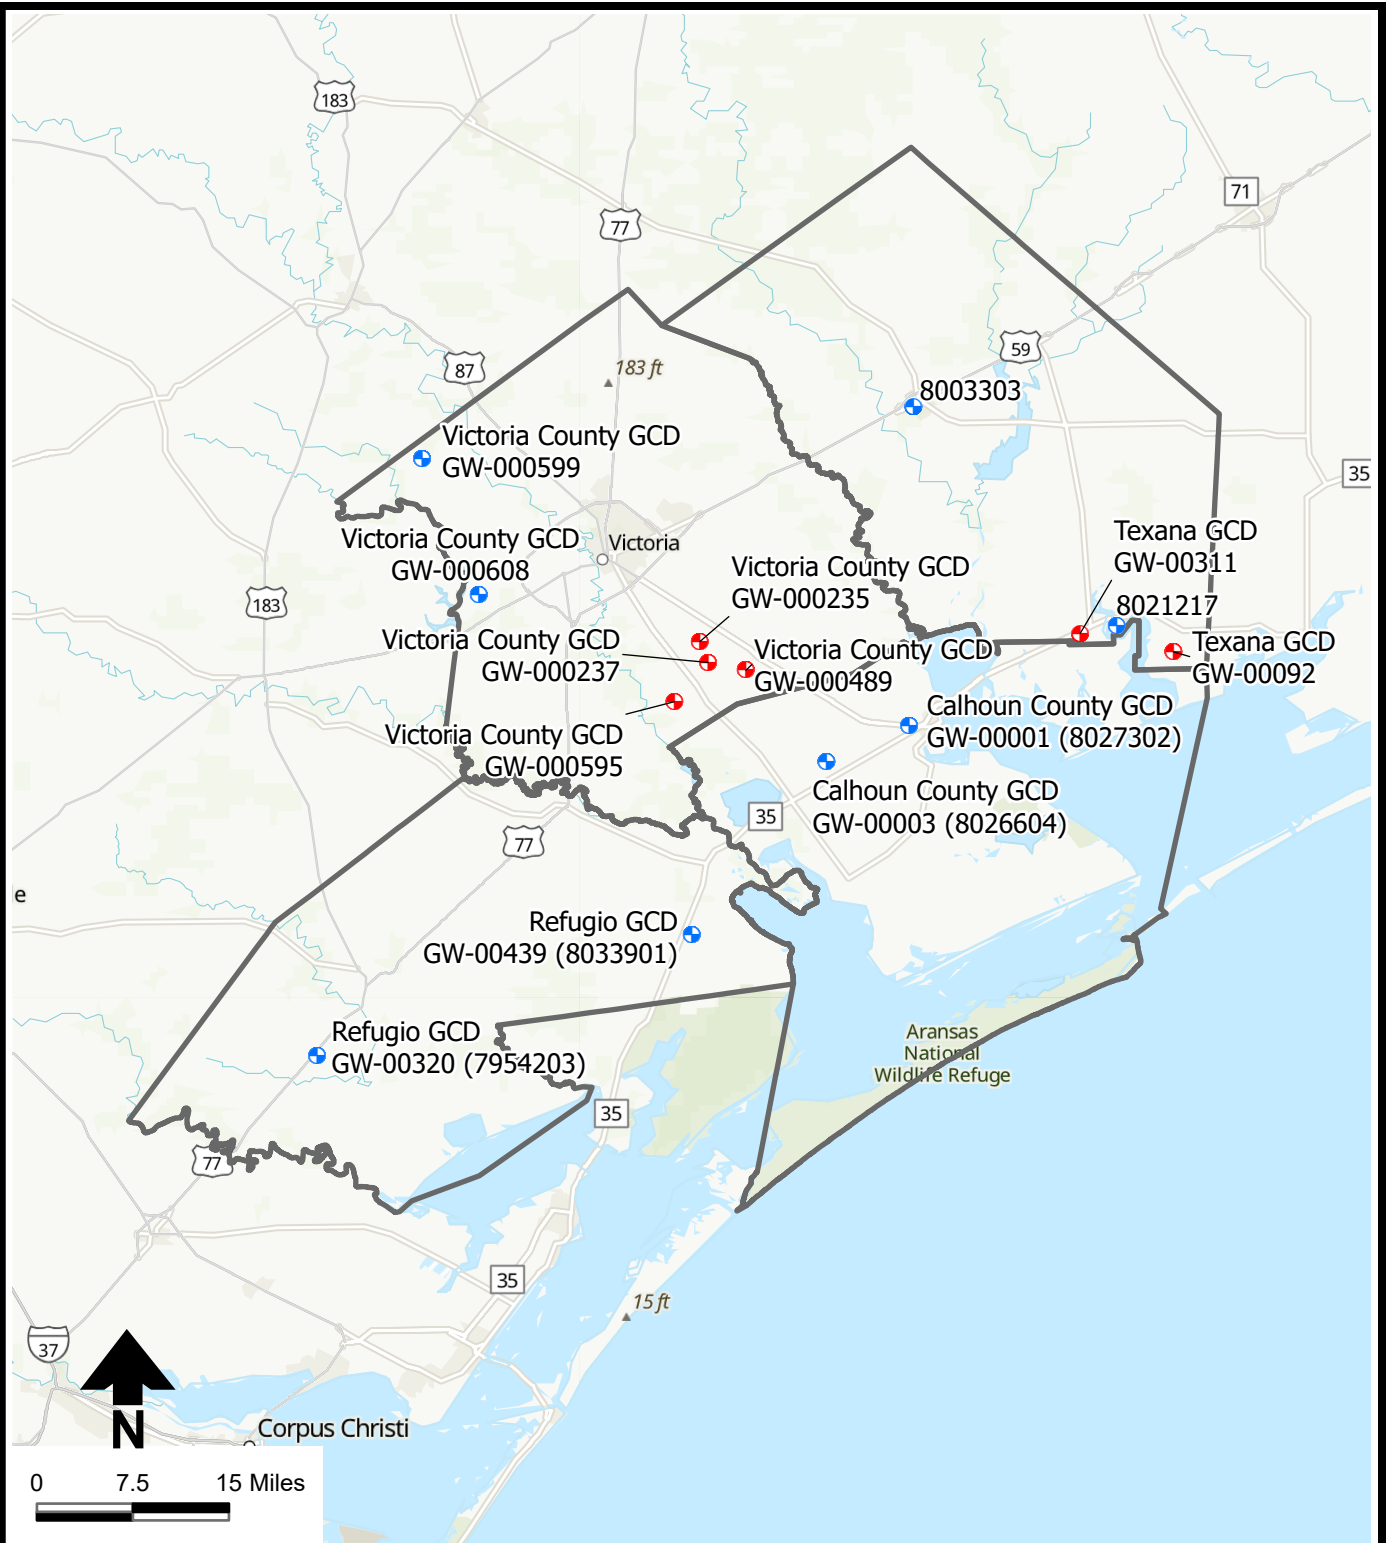 183
77
71
59
87
183 ft
8003303
Victoria County GCD
GW-000599
35
Texana GCD
GW-00311
Victoria County GCD
GW-000608
Victoria
Victoria County GCD
GW-000235
183
8021217
Victoria County GCD
GW-000237
Victoria County GCD
GW-000489
Texana GCD
GW-00092
Victoria County GCD
GW-000595
Calhoun County GCD
GW-00001 (8027302)
Calhoun County GCD
GW-00003 (8026604)
35
77
e
Refugio GCD
GW-00439 (8033901)
Refugio GCD
GW-00320 (7954203)
Aransas
National
Wildlife Refuge
35
77
35
15 ft
37
N
Corpus Christi
0 7.5 15 Miles